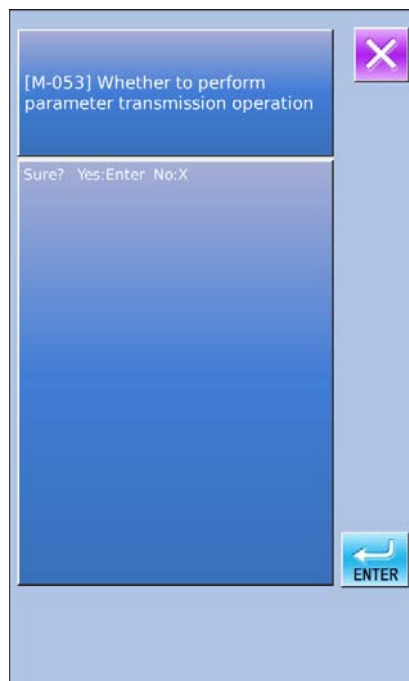 [M-053] Whether to perform
parameter transmission operation
Sure? Yes:Enter No:X
ENTER